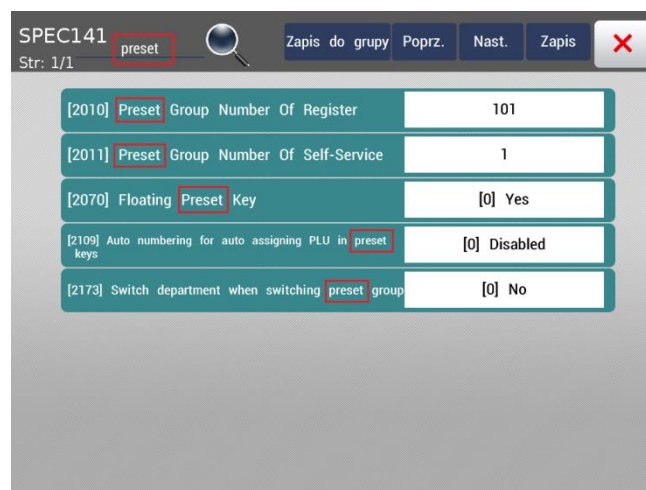 SPEC141
preset
Zapis do grupy
Poprz.
Nast.
Zapis
Str: 1/1
[2010] Preset Group Number Of Register
101
[2011] Preset Group Number Of Self-Service
1
[2070] Floating Preset Key
[0] Yes
[2109] Auto numbering for auto assigning PLU in preset
keys
[0] Disabled
[2173] Switch department when switching preset group
[0] No